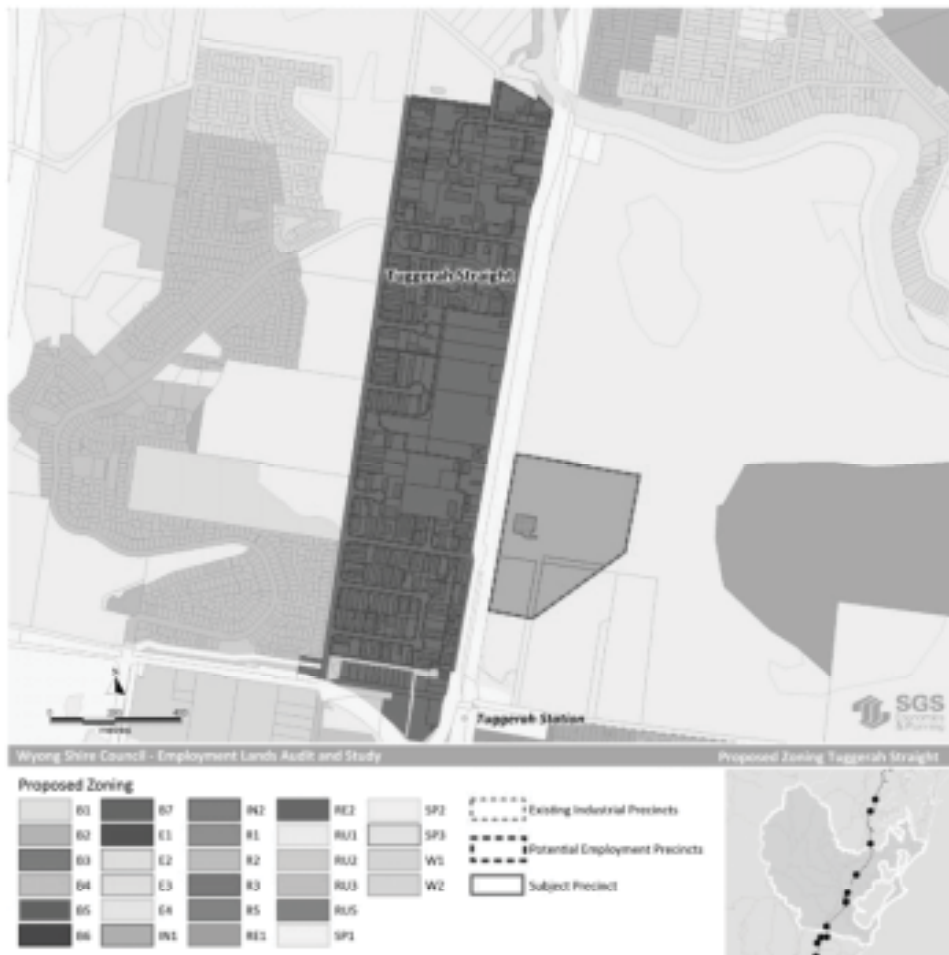 Tuggerah Straight
Tuggerah Station
N
SGS
Wyong Shire Council - Employment Lands Audit and Study
Proposed Zoning Tuggerah Straight
Proposed Zoning
B1 B7 IN2 RE2 SP2 Existing Industrial Precincts
B2 E1 R1 RU1 SP3
B3 E2 R2 RU2 W1 Potential Employment Precincts
B4 E3 R3 RU3 W2 Subject Precinct
B5 E4 R5 RU5
B6 IN1 RE1 SP1